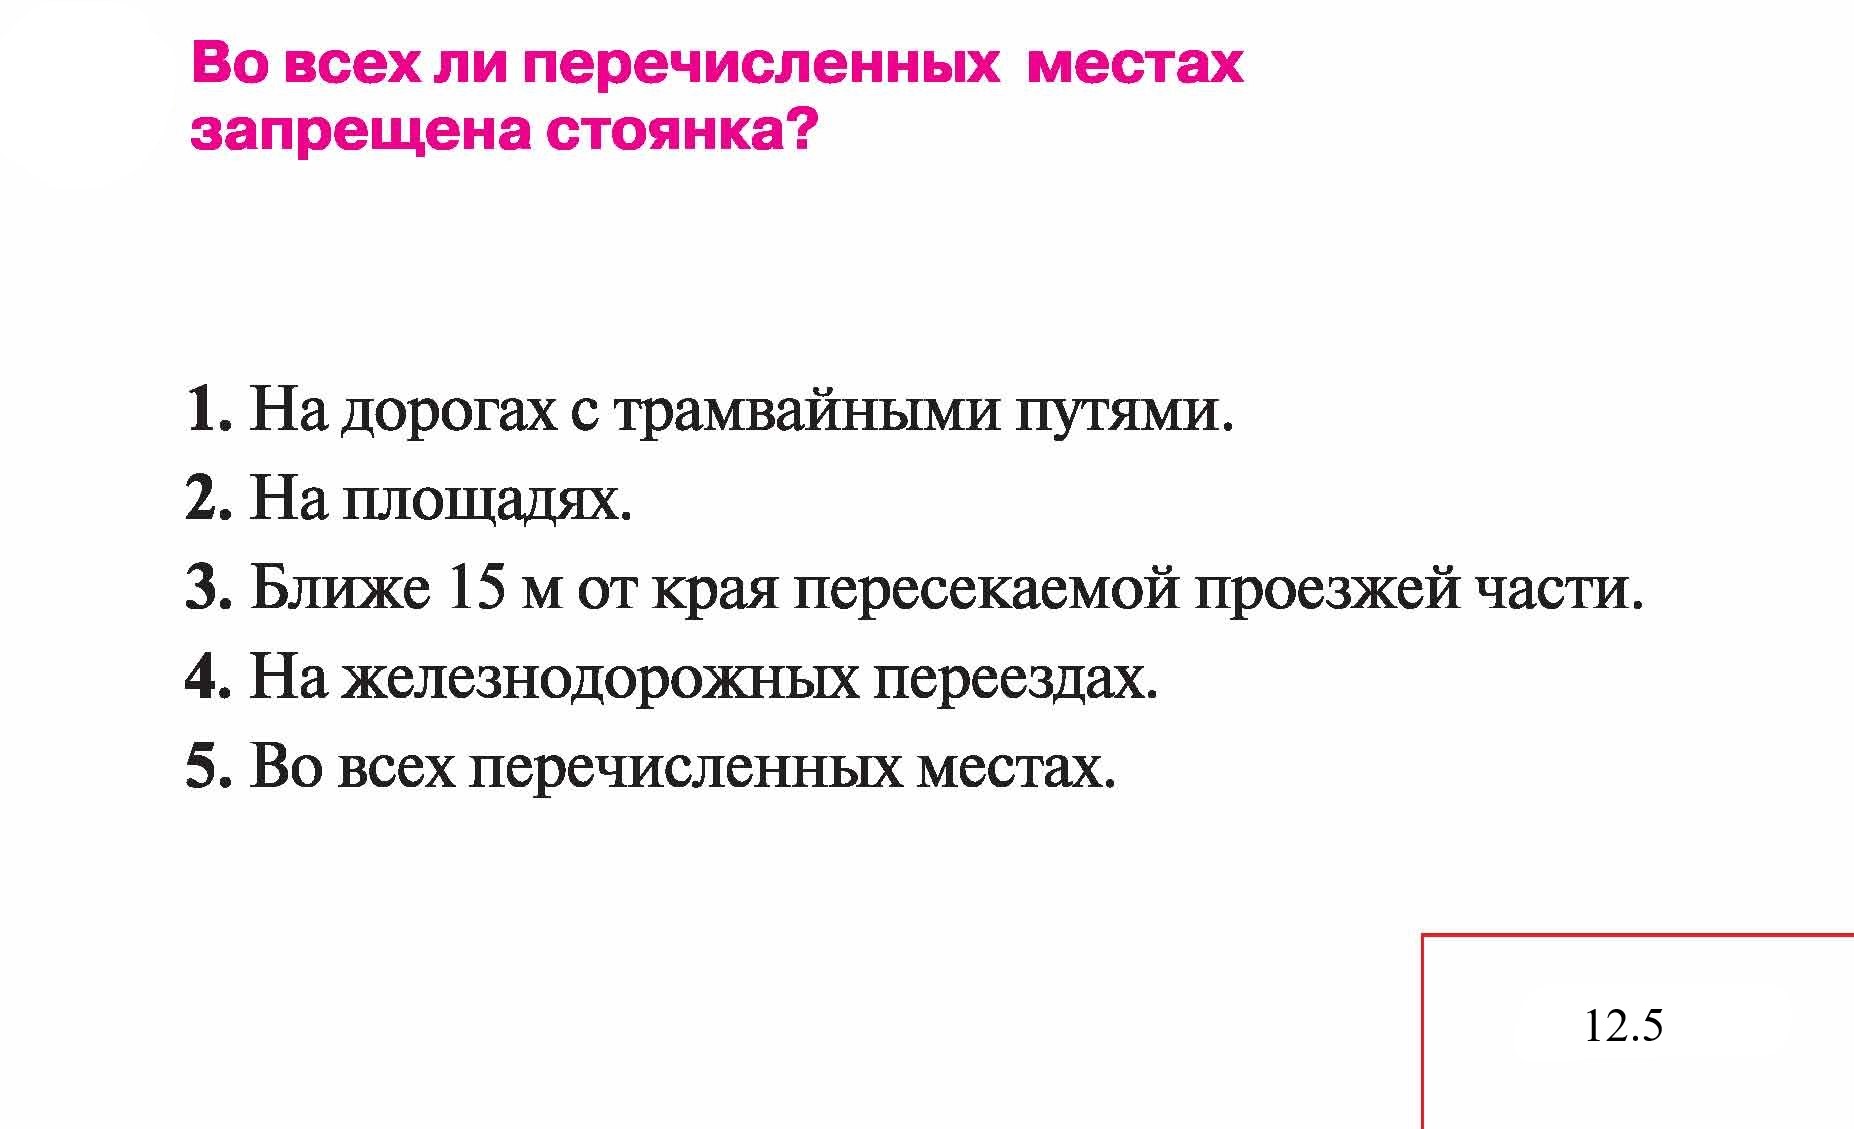 Во всех ли перечисленных местах
запрещена стоянка?
1. На дорогах с трамвайными путями.
2. На площадях.
3. Ближе 15 м от края пересекаемой проезжей части.
4. На железнодорожных переездах.
5. Во всех перечисленных местах.
12.5